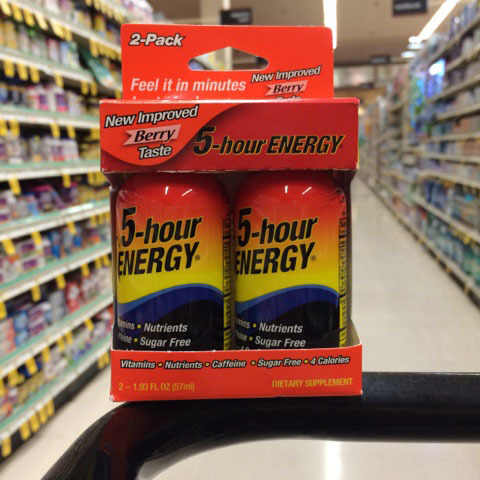 2-Pack
Feel it in minutes
New Improved
Berry
Taste
New Improved
Berry
Taste
5-hour ENERGY
5-hour
ENERGY®
Nutrients
• Sugar Free
5-hour
ENERGY®
• Nutrients
• Sugar Free
Vitamins • Nutrients • Caffeine • Sugar Free • 4 Calories
2 – 1.93 FL OZ (57ml)
DIETARY SUPPLEMENT